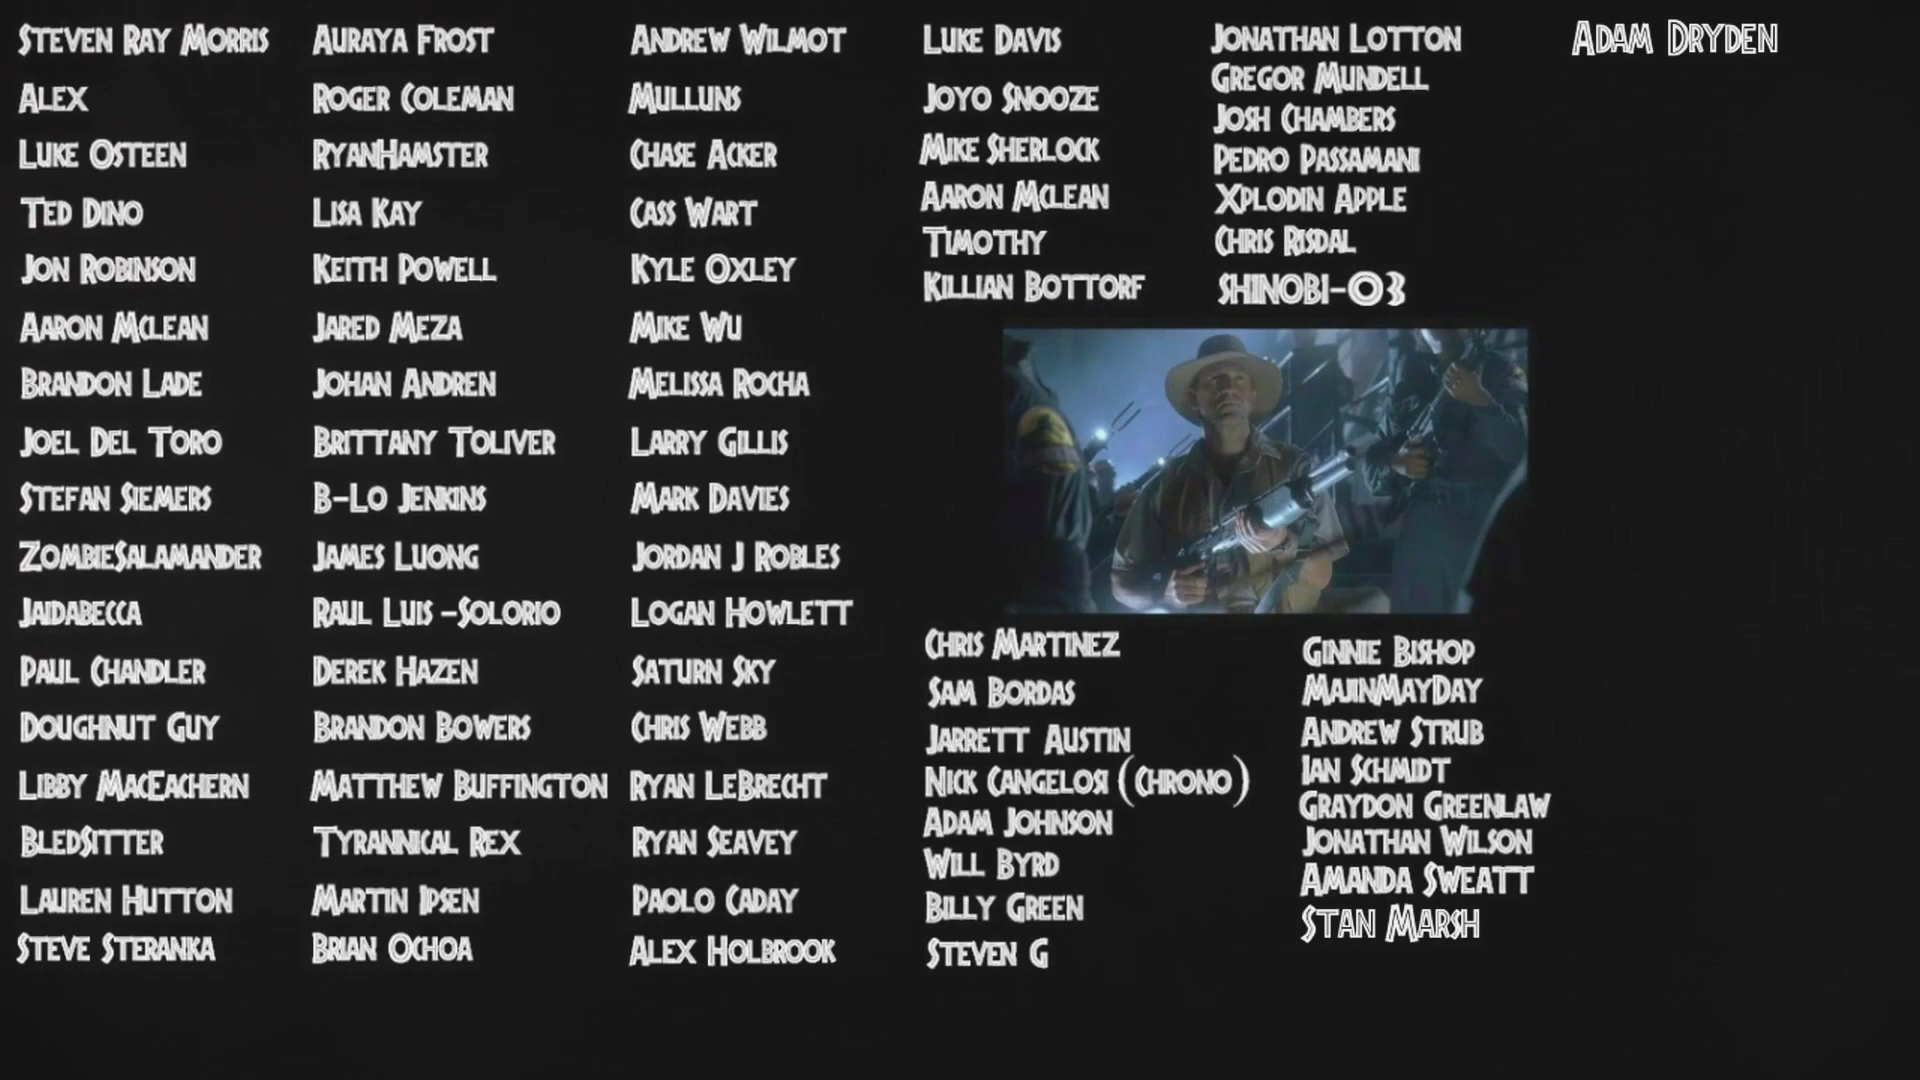 Steven Ray Morris
Alex
Luke Osteen
Ted Dino
Jon Robinson
Aaron McLean
Brandon Lade
Joel Del Toro
Stefan Siemers
ZombieSalamander
Jaidabecca
Paul Chandler
Doughnut Guy
Libby MacEachern
BledSitter
Lauren Hutton
Steve Steranka
Auraya Frost
Roger Coleman
RyanHamster
Lisa Kay
Keith Powell
Jared Meza
Johan Andren
Brittany Toliver
B-Lo Jenkins
James Luong
Raul Luis -Solorio
Derek Hazen
Brandon Bowers
Matthew Buffington
Tyrannical Rex
Martin Ipsen
Brian Ochoa
Andrew Wilmot
Mulluns
Chase Acker
Cass Wart
Kyle Oxley
Mike Wu
Melissa Rocha
Larry Gillis
Mark Davies
Jordan J Robles
Logan Howlett
Saturn Sky
Chris Webb
Ryan LeBrecht
Ryan Seavey
Paolo Caday
Alex Holbrook
Luke Davis
Joyo Snooze
Mike Sherlock
Aaron McLean
Timothy
Killian Bottorf
Chris Martinez
Sam Bordas
Jarrett Austin
Nick Cangelosi (Chrono)
Adam Johnson
Will Byrd
Billy Green
Steven G
Jonathan Lotton
Gregor Mundell
Josh Chambers
Pedro Passamani
Xplodin Apple
Chris Risdal
SHINOBI-03
Ginnie Bishop
MajinMayDay
Andrew Strub
Ian Schmidt
Graydon Greenlaw
Jonathan Wilson
Amanda Sweatt
Stan Marsh
Adam Dryden